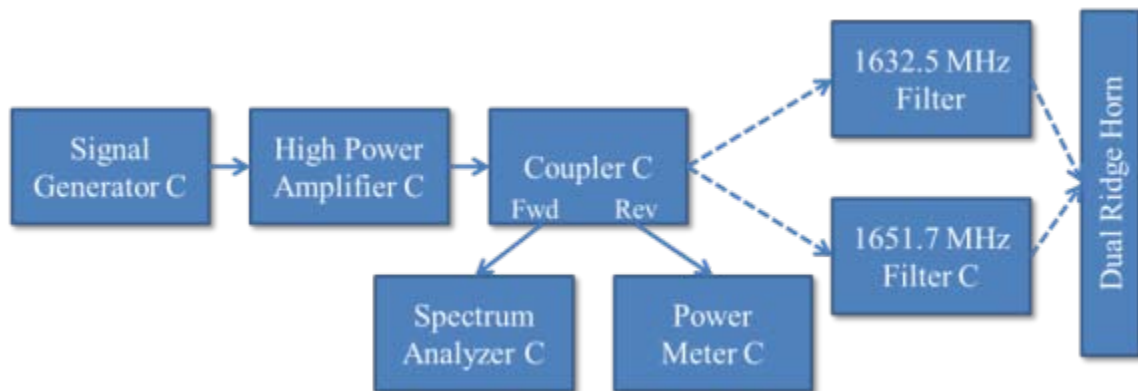 Signal
Generator C
High Power
Amplifier C
Coupler C
Fwd
Rev
Spectrum
Analyzer C
Power
Meter C
1632.5 MHz
Filter
1651.7 MHz
Filter C
Dual Ridge Horn